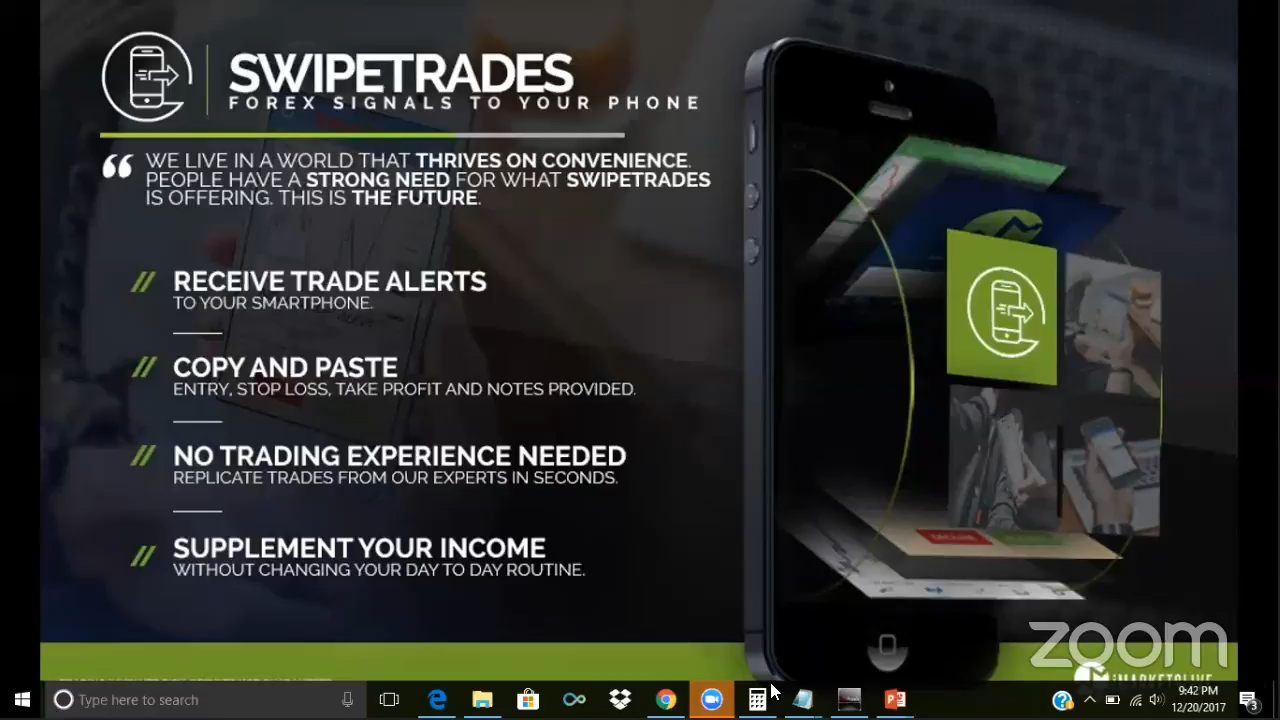 SWIPETRADES
FOREX SIGNALS TO YOUR PHONE
“ WE LIVE IN A WORLD THAT THRIVES ON CONVENIENCE.
PEOPLE HAVE A STRONG NEED FOR WHAT SWIPETRADES
IS OFFERING. THIS IS THE FUTURE.
// RECEIVE TRADE ALERTS
TO YOUR SMARTPHONE.
// COPY AND PASTE
ENTRY, STOP LOSS, TAKE PROFIT AND NOTES PROVIDED.
// NO TRADING EXPERIENCE NEEDED
REPLICATE TRADES FROM OUR EXPERTS IN SECONDS.
// SUPPLEMENT YOUR INCOME
WITHOUT CHANGING YOUR DAY TO DAY ROUTINE.
zoom
Type here to search
9:42 PM
12/20/2017
3